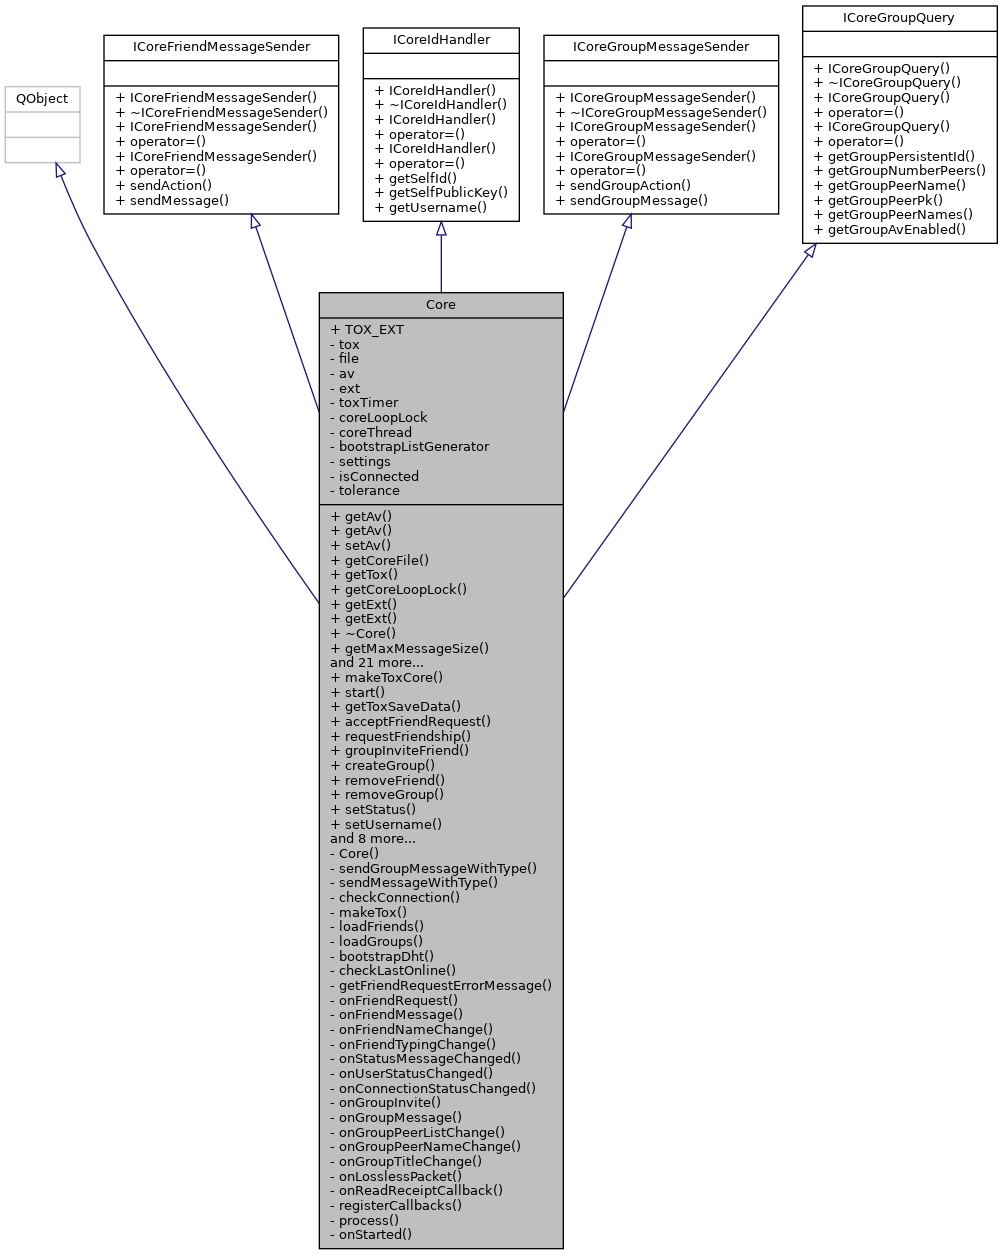 QObject
ICoreFriendMessageSender
+ ICoreFriendMessageSender()
+ ~ICoreFriendMessageSender()
+ ICoreFriendMessageSender()
+ operator=()
+ ICoreFriendMessageSender()
+ operator=()
+ sendAction()
+ sendMessage()
ICoreIdHandler
+ ICoreIdHandler()
+ ~ICoreIdHandler()
+ ICoreIdHandler()
+ operator=()
+ ICoreIdHandler()
+ operator=()
+ getSelfId()
+ getSelfPublicKey()
+ getUsername()
ICoreGroupMessageSender
+ ICoreGroupMessageSender()
+ ~ICoreGroupMessageSender()
+ ICoreGroupMessageSender()
+ operator=()
+ ICoreGroupMessageSender()
+ operator=()
+ sendGroupAction()
+ sendGroupMessage()
ICoreGroupQuery
+ ICoreGroupQuery()
+ ~ICoreGroupQuery()
+ ICoreGroupQuery()
+ operator=()
+ ICoreGroupQuery()
+ operator=()
+ getGroupPersistentId()
+ getGroupNumberPeers()
+ getGroupPeerName()
+ getGroupPeerPk()
+ getGroupPeerNames()
+ getGroupAvEnabled()
Core
+ TOX_EXT
- tox
- file
- av
- ext
- toxTimer
- coreLoopLock
- coreThread
- bootstrapListGenerator
- settings
- isConnected
- tolerance
+ getAv()
+ getAv()
+ setAv()
+ getCoreFile()
+ getTox()
+ getCoreLoopLock()
+ getExt()
+ getExt()
+ ~Core()
+ getMaxMessageSize()
and 21 more...
+ makeToxCore()
+ start()
+ getToxSaveData()
+ acceptFriendRequest()
+ requestFriendship()
+ groupInviteFriend()
+ createGroup()
+ removeFriend()
+ removeGroup()
+ setStatus()
+ setUsername()
and 8 more...
- Core()
- sendGroupMessageWithType()
- sendMessageWithType()
- checkConnection()
- makeTox()
- loadFriends()
- loadGroups()
- bootstrapDht()
- checkLastOnline()
- getFriendRequestErrorMessage()
- onFriendRequest()
- onFriendMessage()
- onFriendNameChange()
- onFriendTypingChange()
- onStatusMessageChanged()
- onUserStatusChanged()
- onConnectionStatusChanged()
- onGroupInvite()
- onGroupMessage()
- onGroupPeerListChange()
- onGroupPeerNameChange()
- onGroupTitleChange()
- onLosslessPacket()
- onReadReceiptCallback()
- registerCallbacks()
- process()
- onStarted()